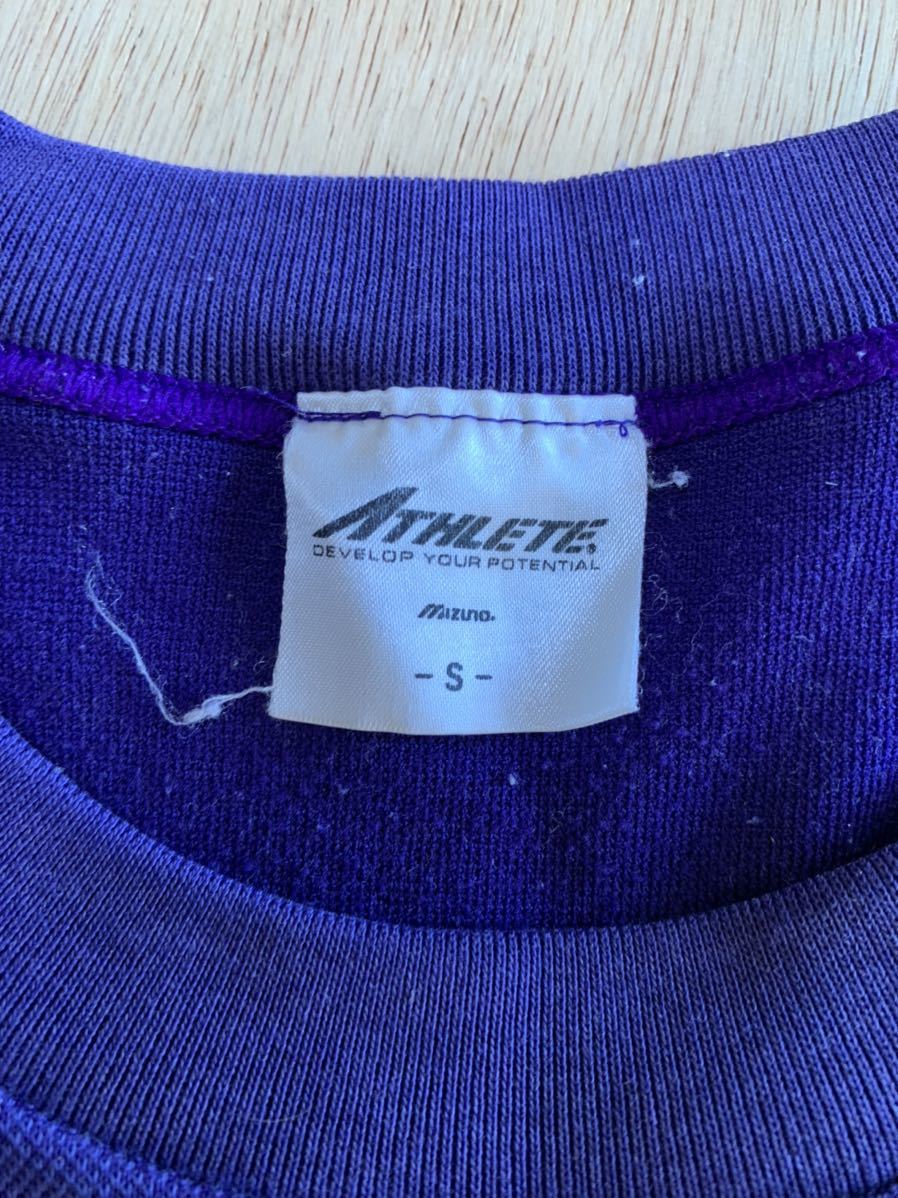 ATHLETE.
DEVELOP YOUR POTENTIAL
Mizuno.
- S -